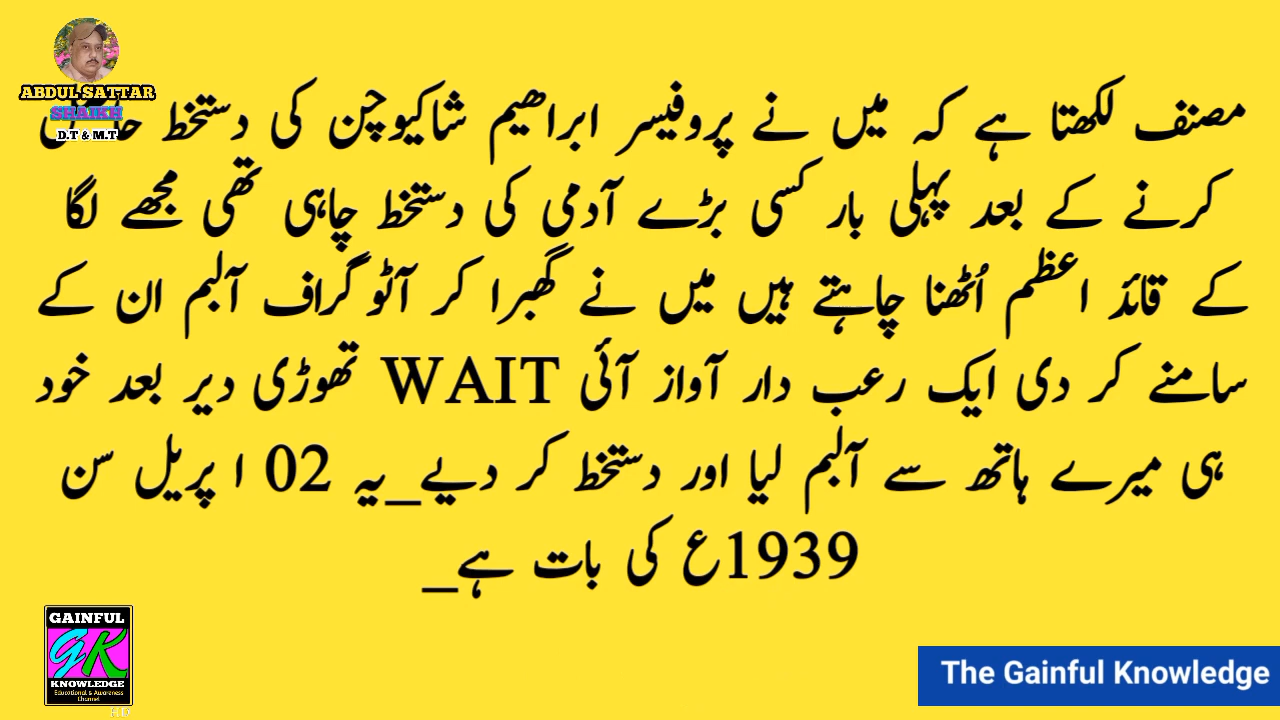 ABDUL SATTAR
SHAIKH
D.T & M.T.
مصنف لکھتا ہے کہ میں نے پروفیسر ابراھیم شاکیوچن کی دستخط
کرنے کے بعد پہلی بار کسی بڑے آدمی کی دستخط چاہی تھی مجھے لگا
کے قائد اعظم اُٹھنا چاہتے ہیں میں نے گھبرا کر آٹوگراف آلبم ان کے
سامنے کر دی ایک رعب دار آواز آئی WAIT تھوڑی دیر بعد خود
ہی میرے ہاتھ سے آلبم لیا اور دستخط کر دیے_یہ 02 اپریل سن
1939ع کی بات ہے_
GAINFUL
GK
KNOWLEDGE
Educational & Awareness
Channel
The Gainful Knowledge